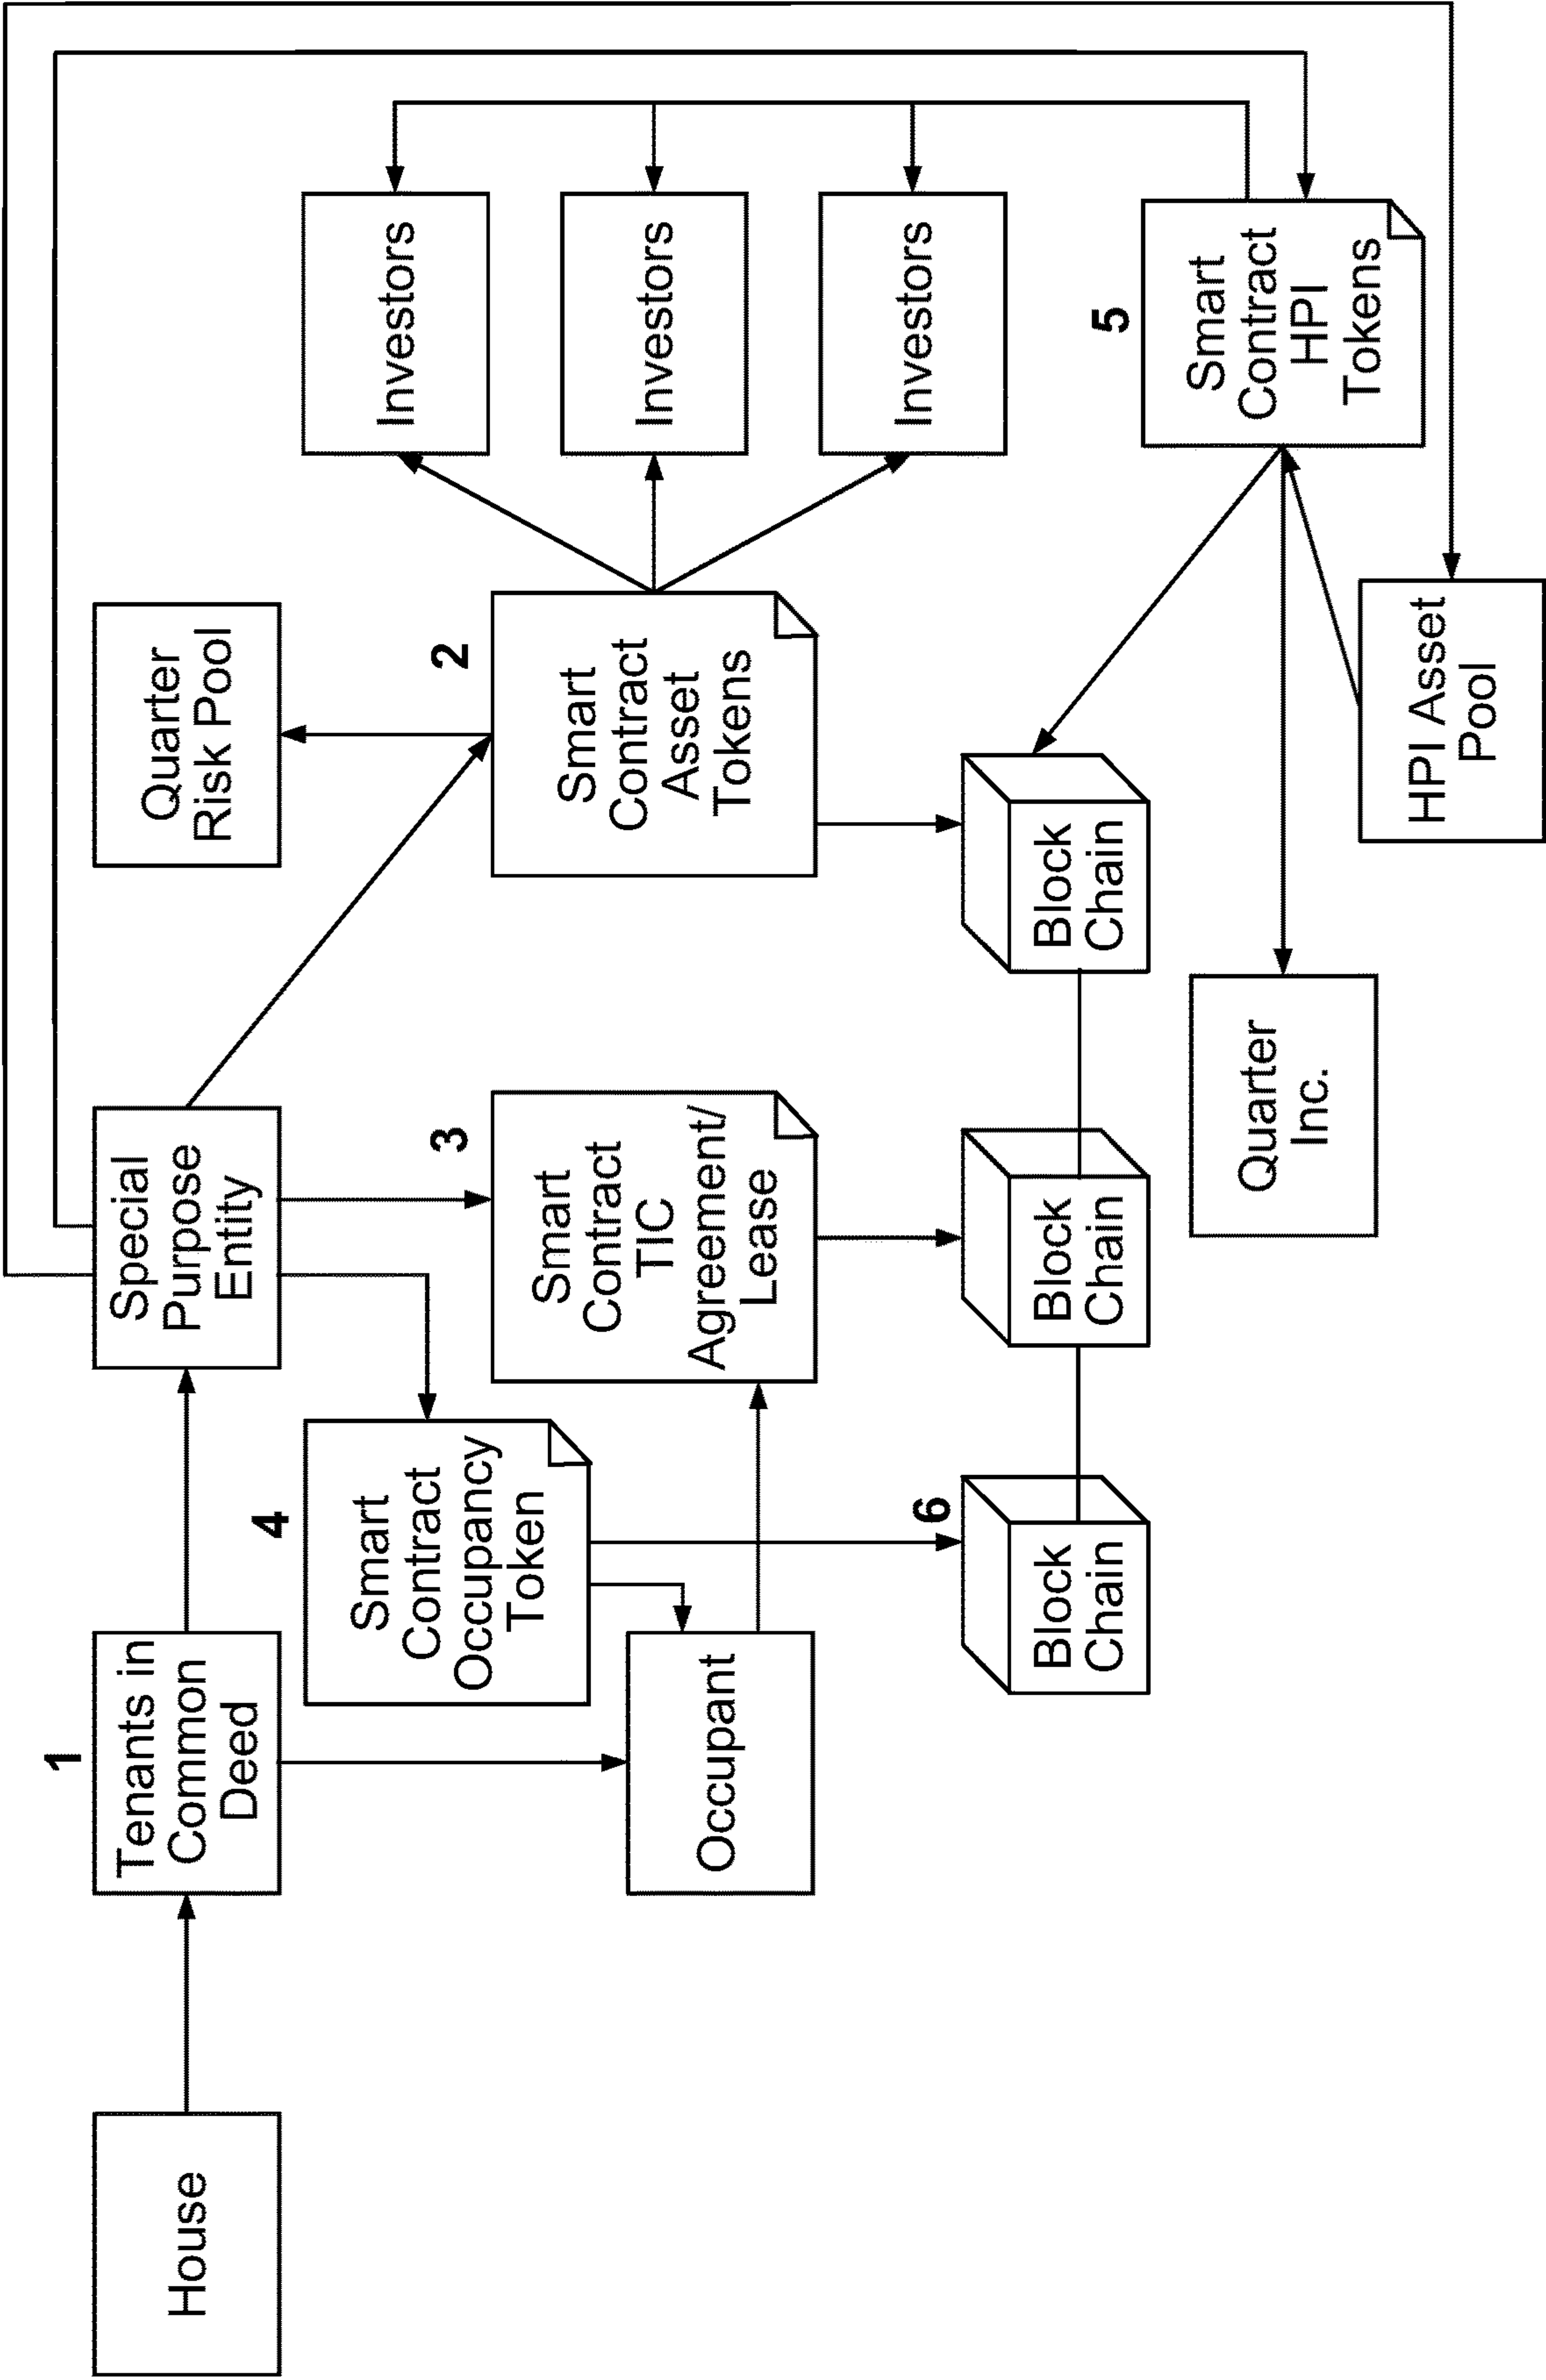 House
1
Tenants in
Common
Deed
Special
Purpose
Entity
Quarter
Risk Pool
4
Smart
Contract
Occupancy
Token
Occupant
3
Smart
Contract
TIC
Agreement/
Lease
2
Smart
Contract
Asset
Tokens
Investors
Investors
Investors
6
Block
Chain
Block
Chain
Block
Chain
5
Smart
Contract
HPI
Tokens
Quarter
Inc.
HPI Asset
Pool